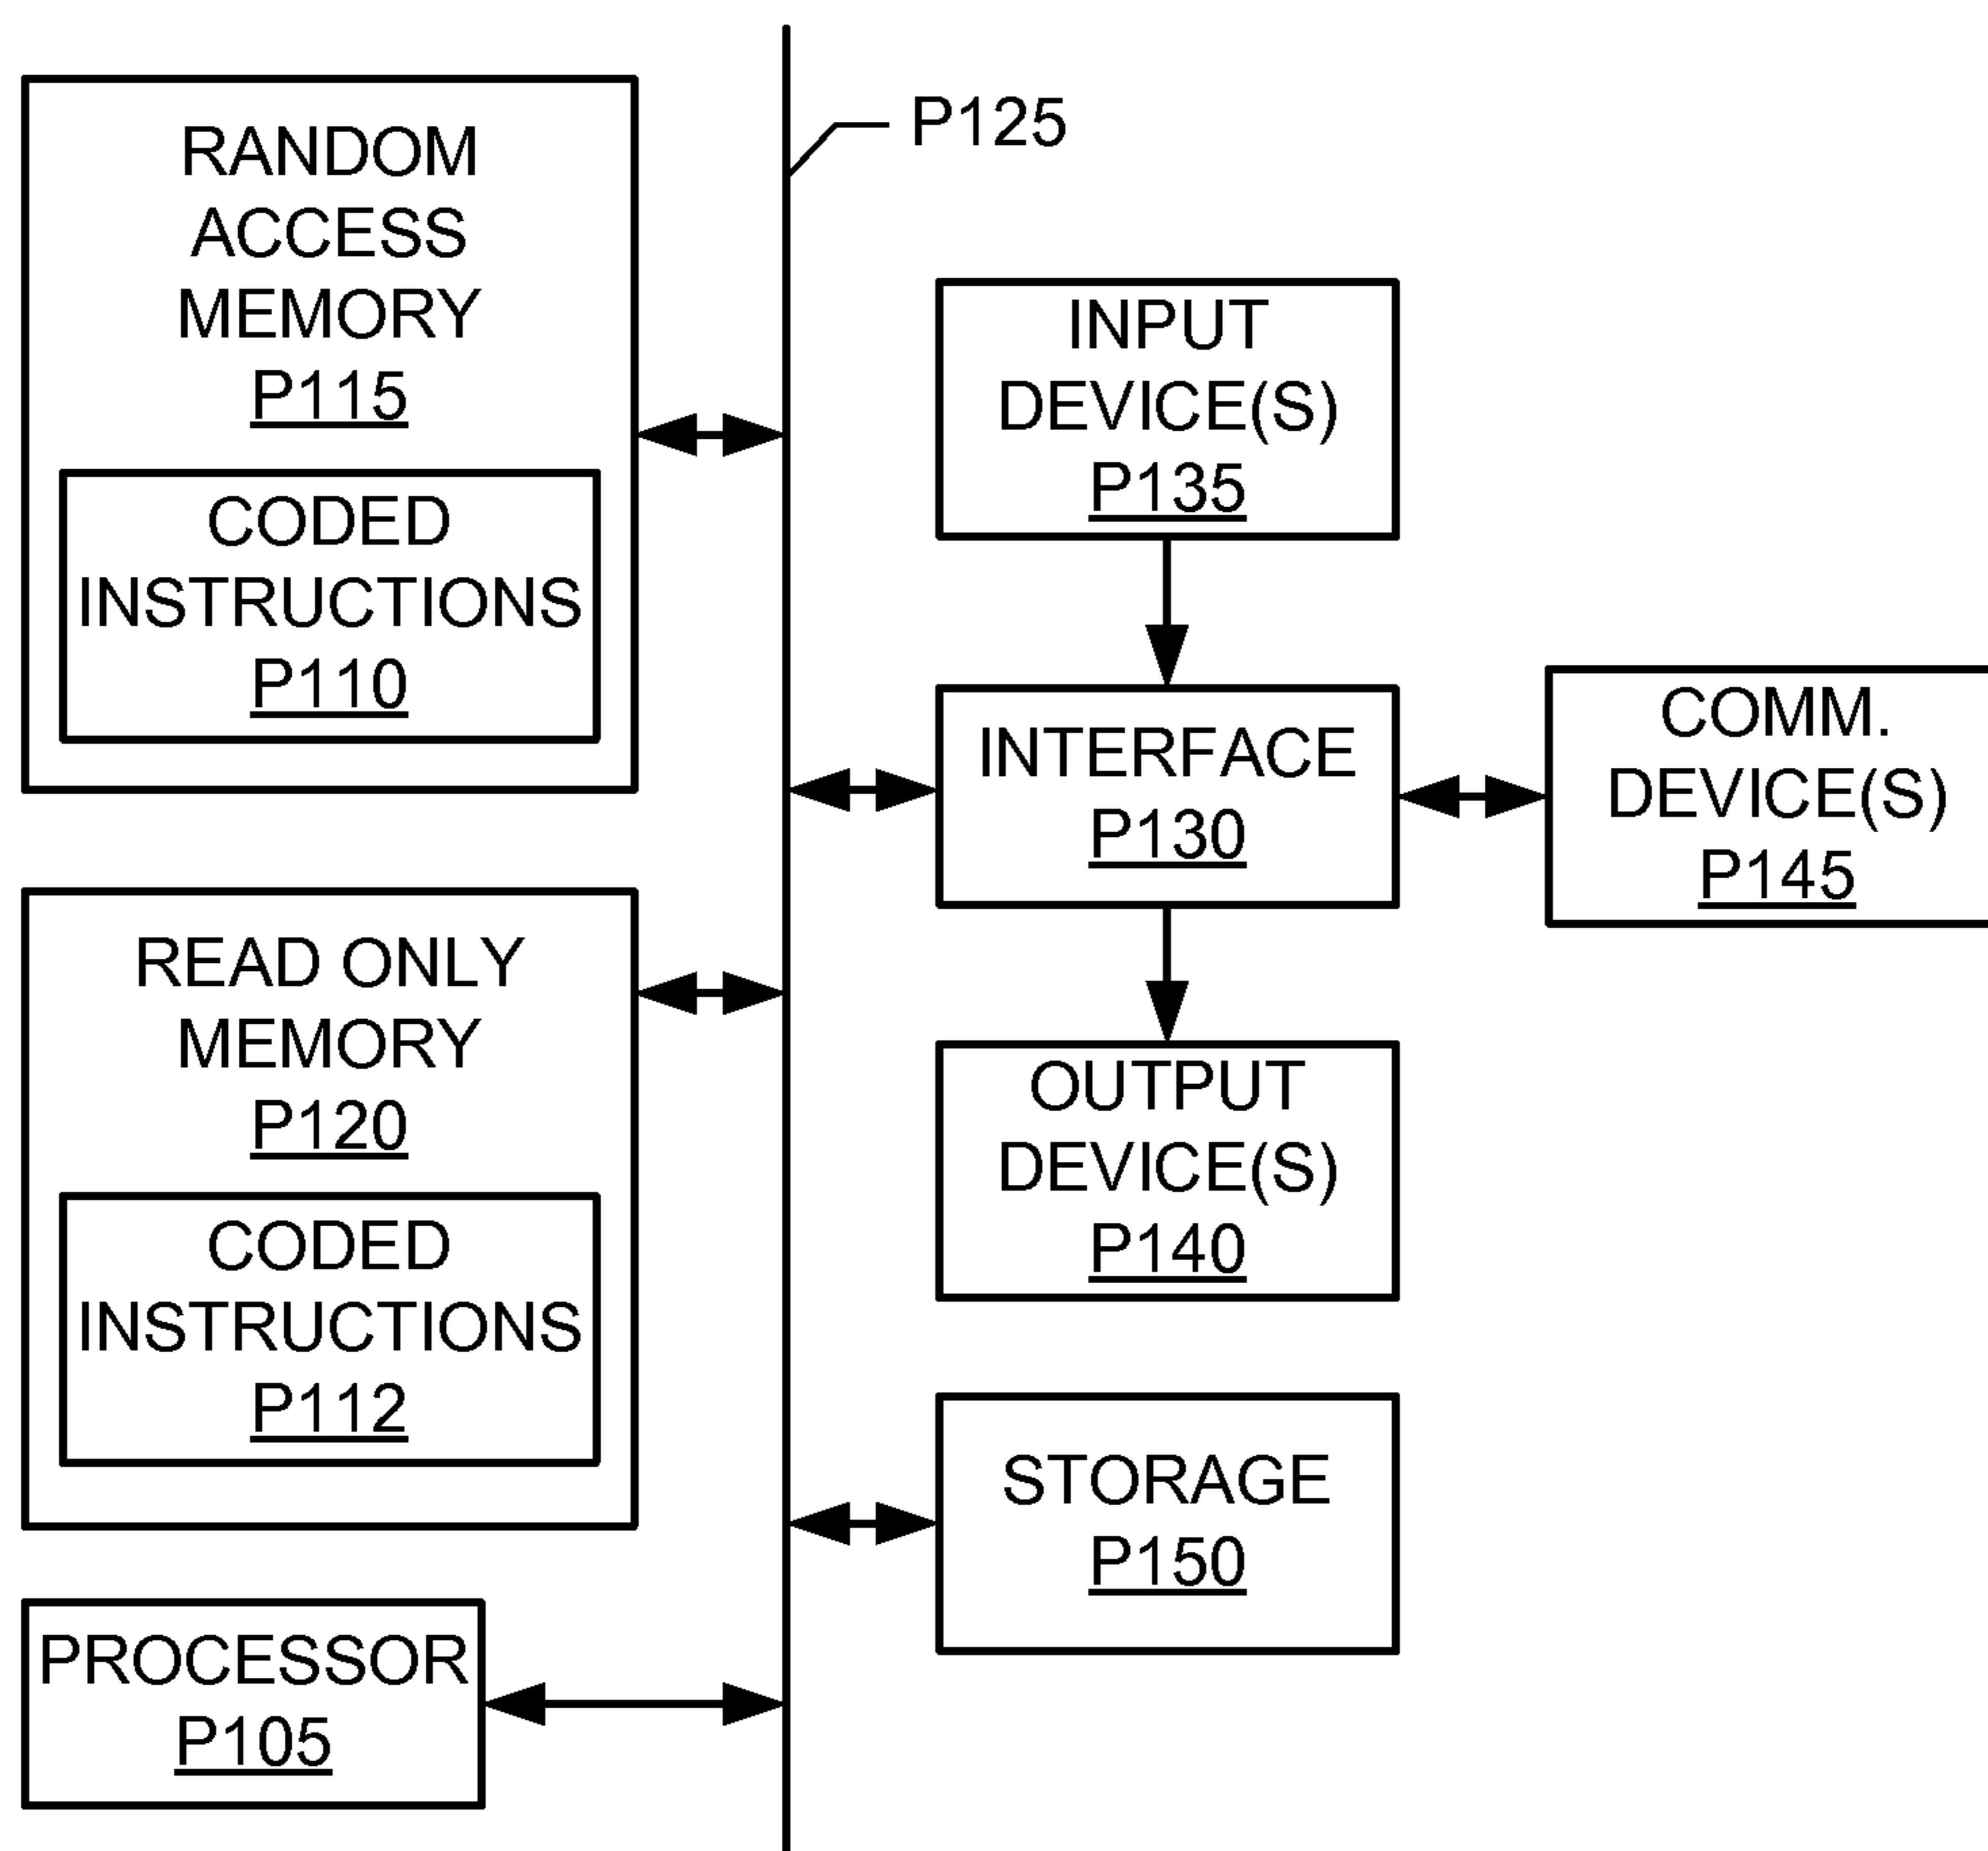 RANDOM
ACCESS
MEMORY
P115
CODED
INSTRUCTIONS
P110
READ ONLY
MEMORY
P120
CODED
INSTRUCTIONS
P112
PROCESSOR
P105
P125
INPUT
DEVICE(S)
P135
INTERFACE
P130
COMM.
DEVICE(S)
P145
OUTPUT
DEVICE(S)
P140
STORAGE
P150